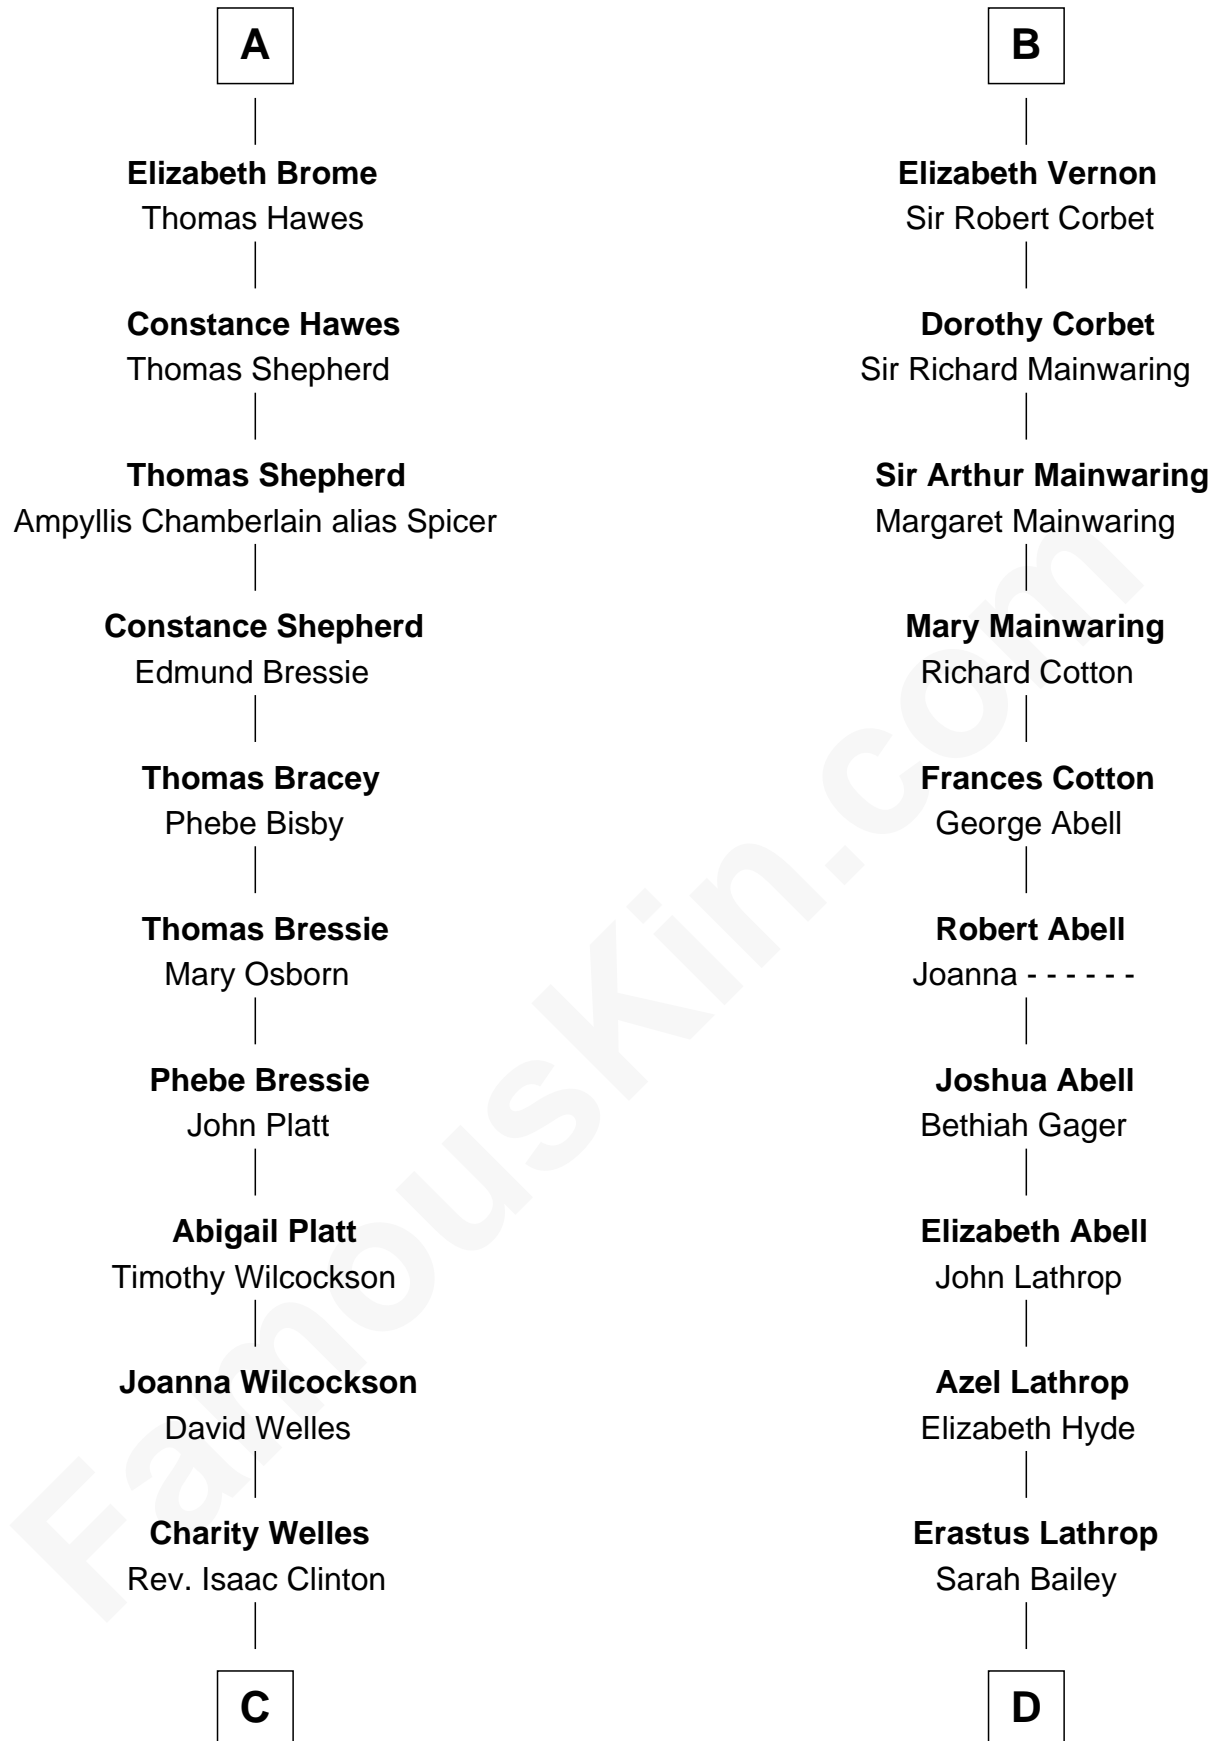 A
Elizabeth Brome
Thomas Hawes
Constance Hawes
Thomas Shepherd
Thomas Shepherd
Ampyllis Chamberlain alias Spicer
Constance Shepherd
Edmund Bressie
Thomas Bracey
Phebe Bisby
Thomas Bressie
Mary Osborn
Phebe Bressie
John Platt
Abigail Platt
Timothy Wilcockson
Joanna Wilcockson
David Welles
Charity Welles
Rev. Isaac Clinton
C
B
Elizabeth Vernon
Sir Robert Corbet
Dorothy Corbet
Sir Richard Mainwaring
Sir Arthur Mainwaring
Margaret Mainwaring
Mary Mainwaring
Richard Cotton
Frances Cotton
George Abell
Robert Abell
Joanna - - - - - -
Joshua Abell
Bethiah Gager
Elizabeth Abell
John Lathrop
Azel Lathrop
Elizabeth Hyde
Erastus Lathrop
Sarah Bailey
D
FamousKin.com